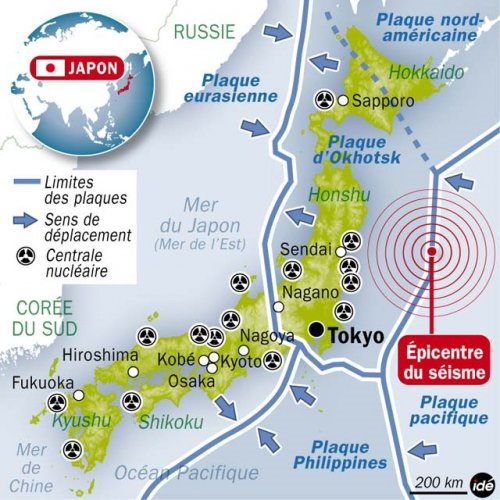 JAPON
RUSSIE
Plaque nord-
américaine
Hokkaido
Plaque
eurasienne
Sapporo
Plaque
d'Okhotsk
Limites
des plaques
Sens de
déplacement
Centrale
nucléaire
Honshu
Mer
du Japon
(Mer de l'Est)
Sendai
Nagano
CORÉE
DU SUD
Tokyo
Nagoya
Hiroshima
Kobé
Kyoto
Osaka
Épicentre
du séisme
Fukuoka
Kyushu
Shikoku
Plaque
pacifique
Mer
de Chine
Plaque
Philippines
Océan Pacifique
200 km
idé